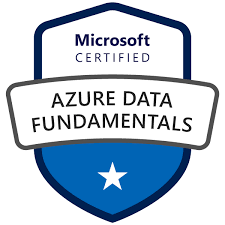 Microsoft
CERTIFIED
AZURE DATA
FUNDAMENTALS